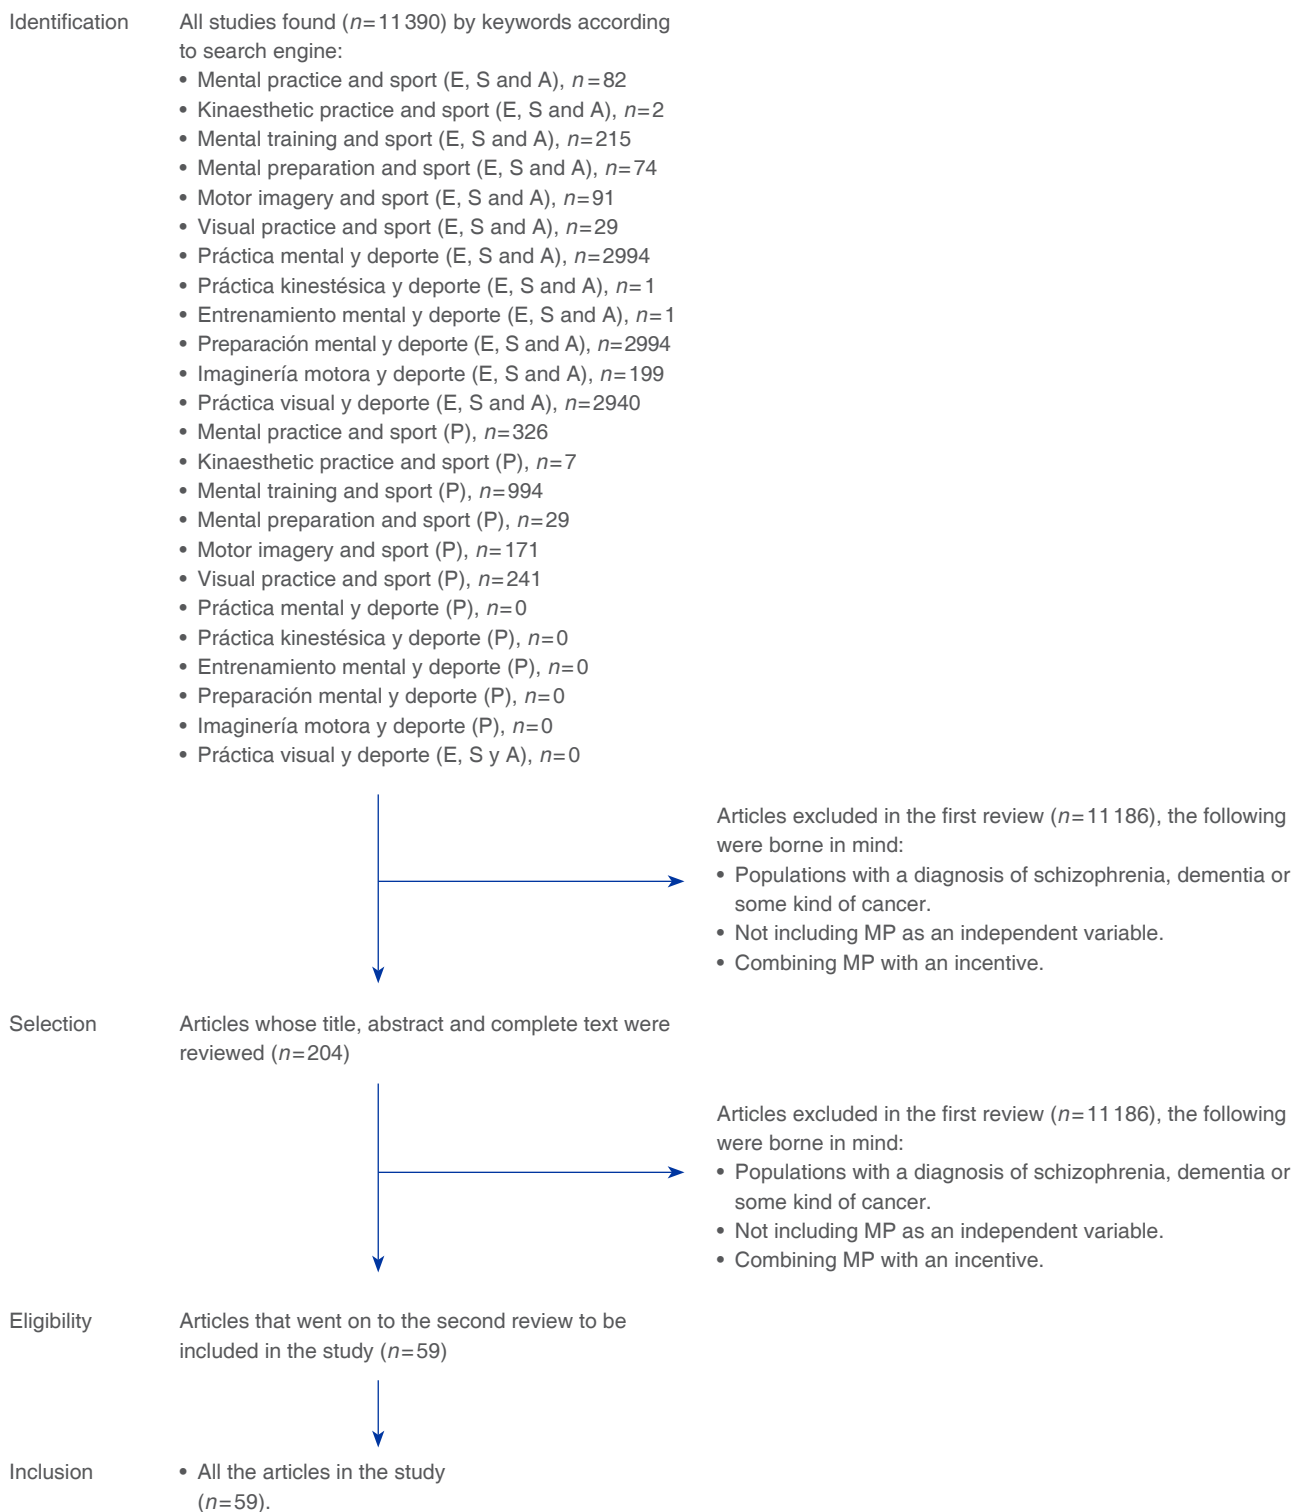 Identification
All studies found (n=11 390) by keywords according
to search engine:
• Mental practice and sport (E, S and A), n=82
• Kinaesthetic practice and sport (E, S and A), n=2
• Mental training and sport (E, S and A), n=215
• Mental preparation and sport (E, S and A), n=74
• Motor imagery and sport (E, S and A), n=91
• Visual practice and sport (E, S and A), n=29
• Práctica mental y deporte (E, S and A), n=2994
• Práctica kinestésica y deporte (E, S and A), n=1
• Entrenamiento mental y deporte (E, S and A), n=1
• Preparación mental y deporte (E, S and A), n=2994
• Imaginería motora y deporte (E, S and A), n=199
• Práctica visual y deporte (E, S and A), n=2940
• Mental practice and sport (P), n=326
• Kinaesthetic practice and sport (P), n=7
• Mental training and sport (P), n=994
• Mental preparation and sport (P), n=29
• Motor imagery and sport (P), n=171
• Visual practice and sport (P), n=241
• Práctica mental y deporte (P), n=0
• Práctica kinestésica y deporte (P), n=0
• Entrenamiento mental y deporte (P), n=0
• Preparación mental y deporte (P), n=0
• Imaginería motora y deporte (P), n=0
• Práctica visual y deporte (E, S y A), n=0
Articles excluded in the first review (n=11 186), the following
were borne in mind:
• Populations with a diagnosis of schizophrenia, dementia or
some kind of cancer.
• Not including MP as an independent variable.
• Combining MP with an incentive.
Selection
Articles whose title, abstract and complete text were
reviewed (n=204)
Articles excluded in the first review (n=11 186), the following
were borne in mind:
• Populations with a diagnosis of schizophrenia, dementia or
some kind of cancer.
• Not including MP as an independent variable.
• Combining MP with an incentive.
Eligibility
Articles that went on to the second review to be
included in the study (n=59)
Inclusion
• All the articles in the study
(n=59).